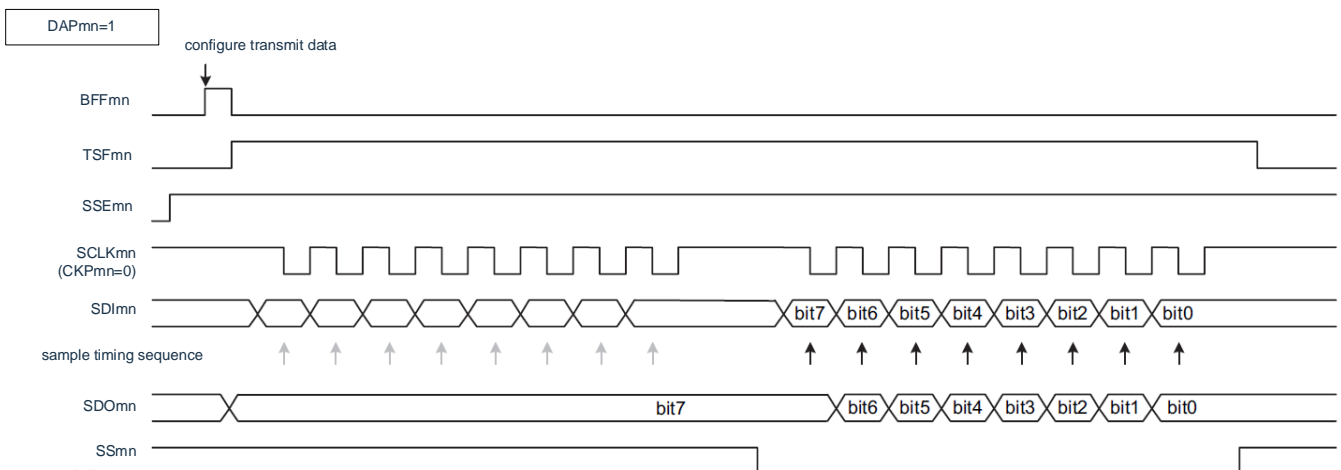 DAPmn=1
configure transmit data
BFFmn
TSFmn
SSEmn
SCLKmn
(CKPmn=0)
SDImn
bit7 bit6 bit5 bit4 bit3 bit2 bit1 bit0
sample timing sequence
SDOmn
bit7 bit6 bit5 bit4 bit3 bit2 bit1 bit0
SSmn